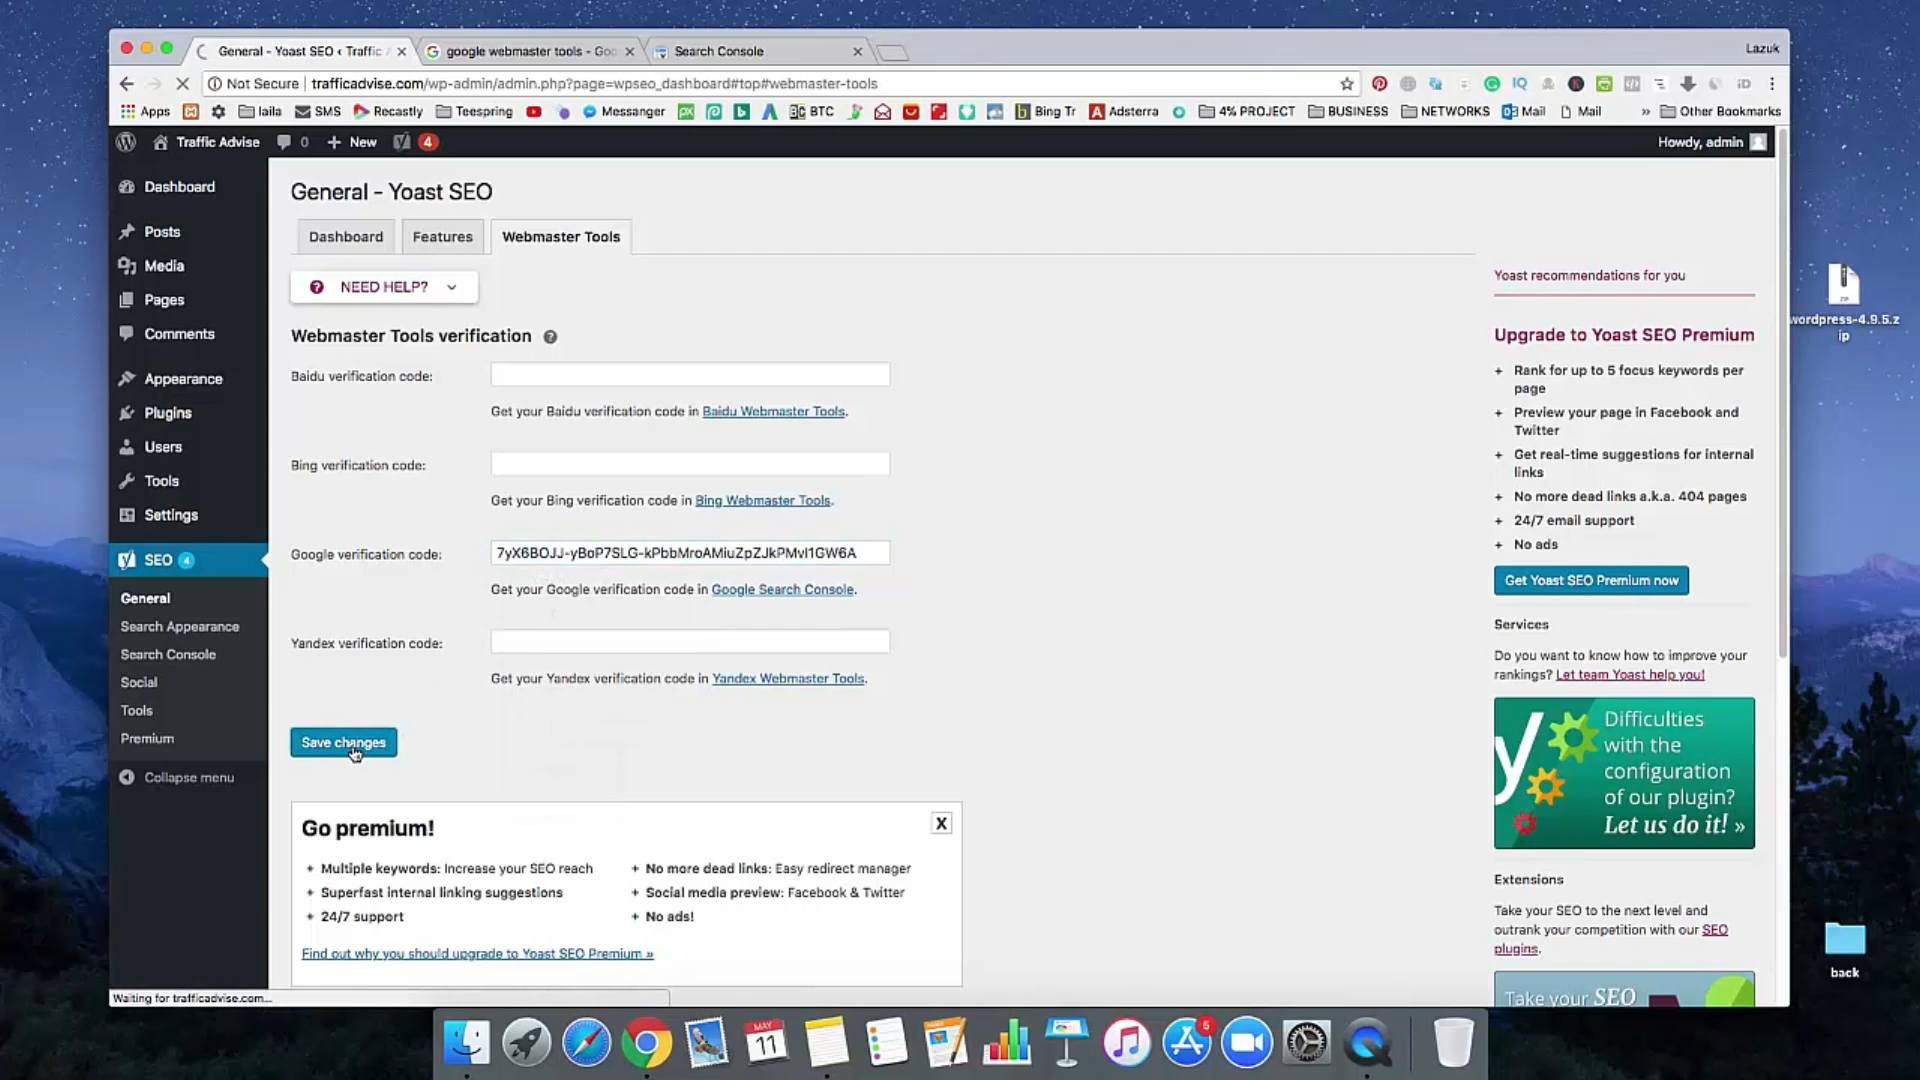 General - Yoast SEO ‹ Traffic
google webmaster tools - Goo
Search Console
Lazuk
Not Secure | trafficadvise.com/wp-admin/admin.php?page=wpseo_dashboard#top#webmaster-tools
IQ
iD
Apps
laila
SMS
Recastly
Teespring
Messanger
BTC
Bing Tr
Adsterra
4% PROJECT
BUSINESS
NETWORKS
Mail
Mail
»
Other Bookmarks
Traffic Advise
0
+ New
4
Howdy, admin
Dashboard
Posts
Media
Pages
Comments
Appearance
Plugins
Users
Tools
Settings
SEO 4
General
Search Appearance
Search Console
Social
Tools
Premium
Collapse menu
General - Yoast SEO
Dashboard
Features
Webmaster Tools
? NEED HELP?
Webmaster Tools verification ?
Baidu verification code:
Get your Baidu verification code in Baidu Webmaster Tools.
Bing verification code:
Get your Bing verification code in Bing Webmaster Tools.
Google verification code:
7yX6BOJJ-yBoP7SLG-kPbbMroAMiuZpZJkPMvl1GW6A
Get your Google verification code in Google Search Console.
Yandex verification code:
Get your Yandex verification code in Yandex Webmaster Tools.
Save changes
Go premium!
X
+ Multiple keywords: Increase your SEO reach
+ Superfast internal linking suggestions
+ 24/7 support
+ No more dead links: Easy redirect manager
+ Social media preview: Facebook & Twitter
+ No ads!
Find out why you should upgrade to Yoast SEO Premium »
Yoast recommendations for you
Upgrade to Yoast SEO Premium
+ Rank for up to 5 focus keywords per
page
+ Preview your page in Facebook and
Twitter
+ Get real-time suggestions for internal
links
+ No more dead links a.k.a. 404 pages
+ 24/7 email support
+ No ads
Get Yoast SEO Premium now
Services
Do you want to know how to improve your
rankings? Let team Yoast help you!
Difficulties
with the
configuration
of our plugin?
Let us do it! »
Extensions
Take your SEO to the next level and
outrank your competition with our SEO
plugins.
Take your SEO
Waiting for trafficadvise.com...
ZIP
wordpress-4.9.5.z
ip
back
MAY
11
5